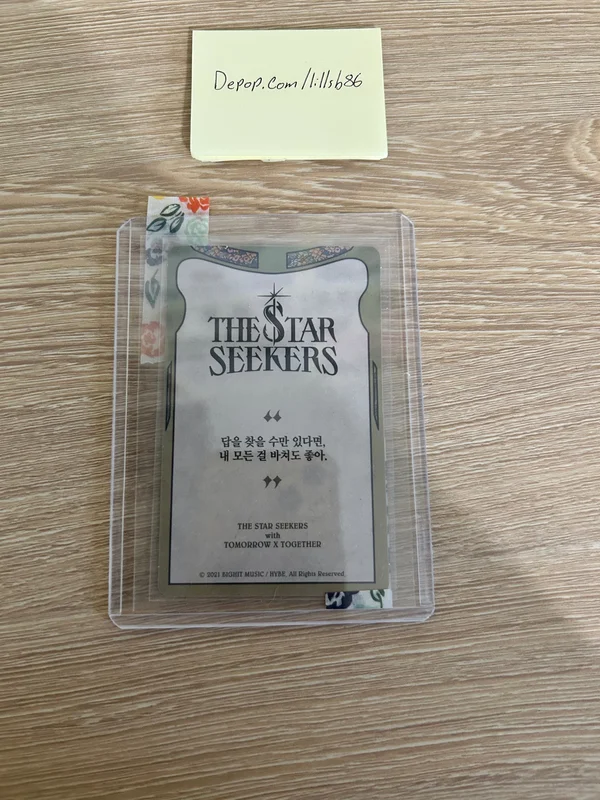 Depop.com/lillsb86
THE STAR
SEEKERS
“
답을 찾을 수만 있다면,
내 모든 걸 바쳐도 좋아.
”
THE STAR SEEKERS
with
TOMORROW X TOGETHER
© 2021 BIGHIT MUSIC / HYBE. All Rights Reserved.